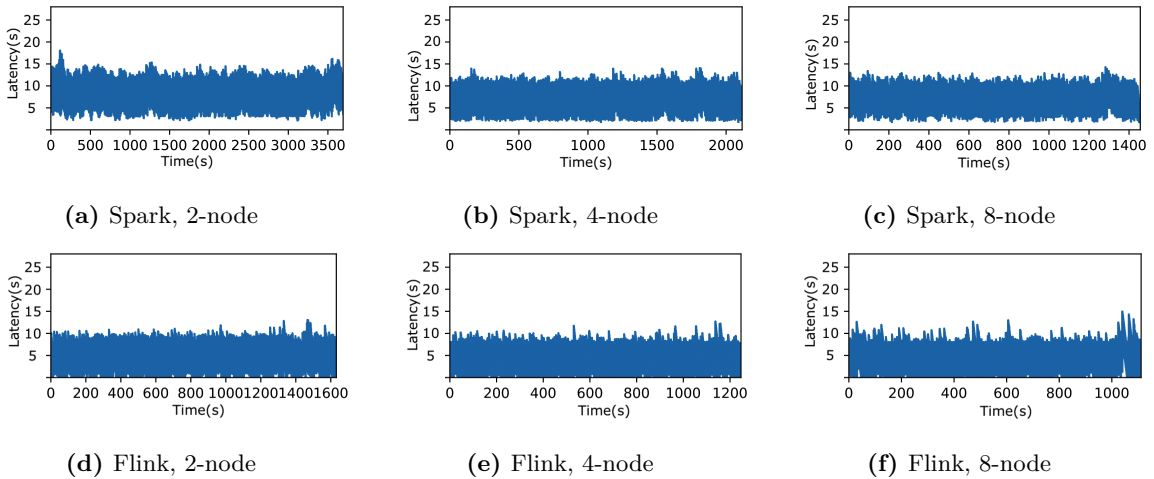 25
20
15
10
5
Latency(s)
0 500 1000 1500 2000 2500 3000 3500
Time(s)
(a) Spark, 2-node
25
20
15
10
5
Latency(s)
0 500 1000 1500 2000
Time(s)
(b) Spark, 4-node
25
20
15
10
5
Latency(s)
0 200 400 600 800 1000 1200 1400
Time(s)
(c) Spark, 8-node
25
20
15
10
5
Latency(s)
0 200 400 600 800 1000 1200 1400 1600
Time(s)
(d) Flink, 2-node
25
20
15
10
5
Latency(s)
0 200 400 600 800 1000 1200
Time(s)
(e) Flink, 4-node
25
20
15
10
5
Latency(s)
0 200 400 600 800 1000
Time(s)
(f) Flink, 8-node